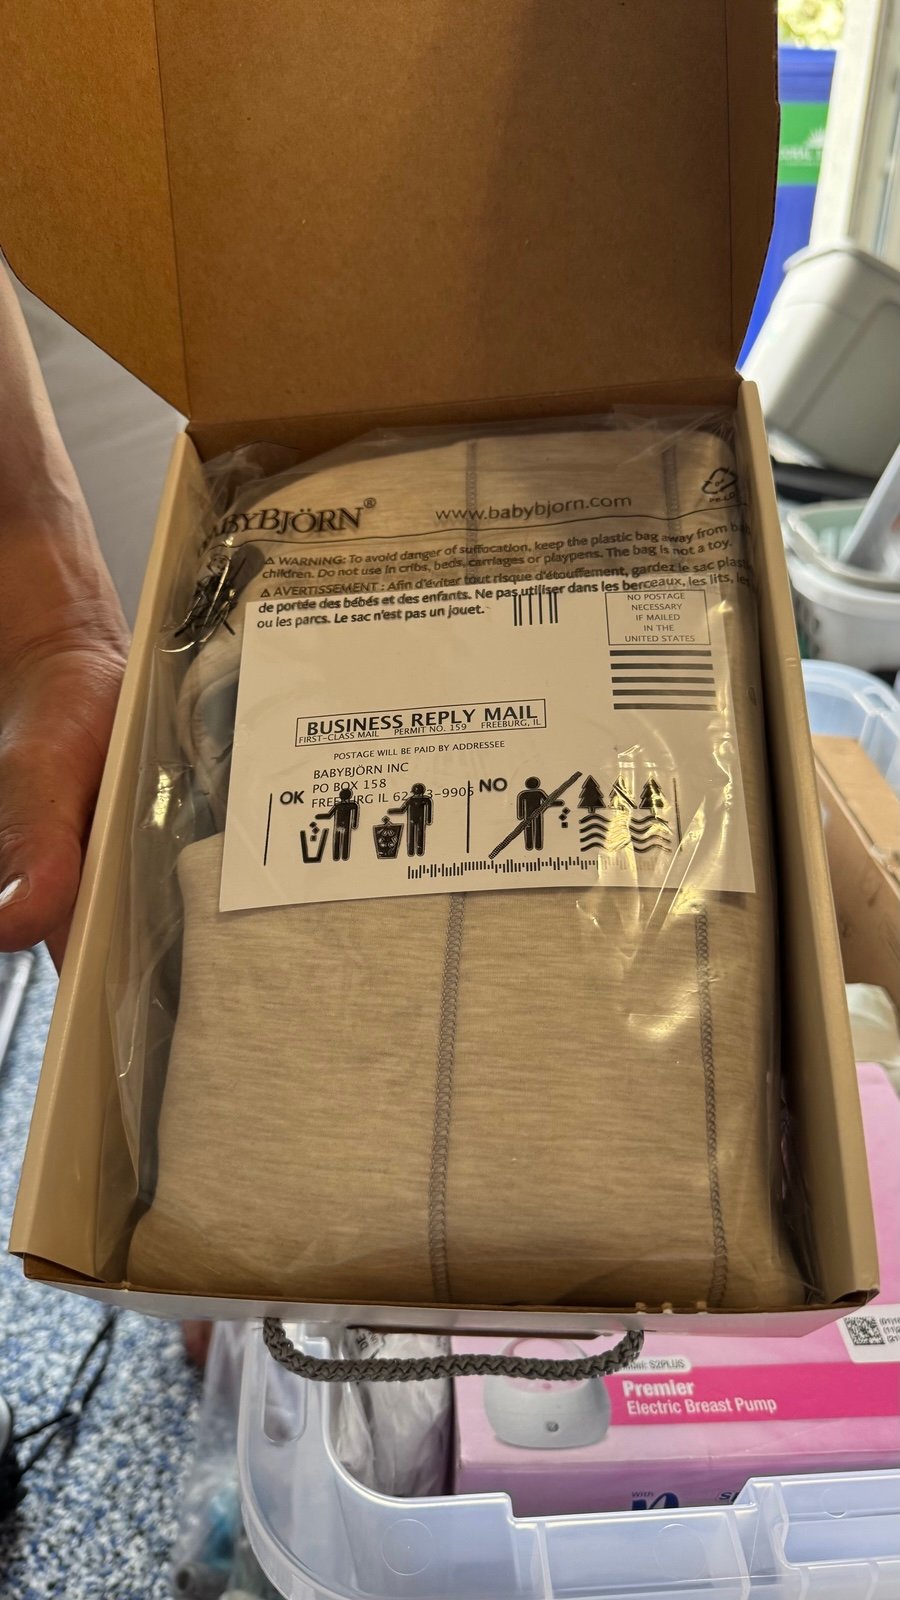 BABYBJÖRN®
www.babybjorn.com
⚠ WARNING: To avoid danger of suffocation, keep the plastic bag away from
children. Do not use in cribs, beds, carriages or playpens. The bag is not a toy.
⚠ AVERTISSEMENT : Afin d'éviter tout risque d'étouffement, gardez le sac
de portée des bébés et des enfants. Ne pas utiliser dans les berceaux, les lits,
ou les parcs. Le sac n'est pas un jouet.
NO POSTAGE
NECESSARY
IF MAILED
IN THE
UNITED STATES
BUSINESS REPLY MAIL
FIRST-CLASS MAIL PERMIT NO. 159 FREEBURG, IL
POSTAGE WILL BE PAID BY ADDRESSEE
BABYBJÖRN INC
PO BOX 158
FREEBURG IL
OK
NO
S2PLUS
Premier
Electric Breast Pump
With